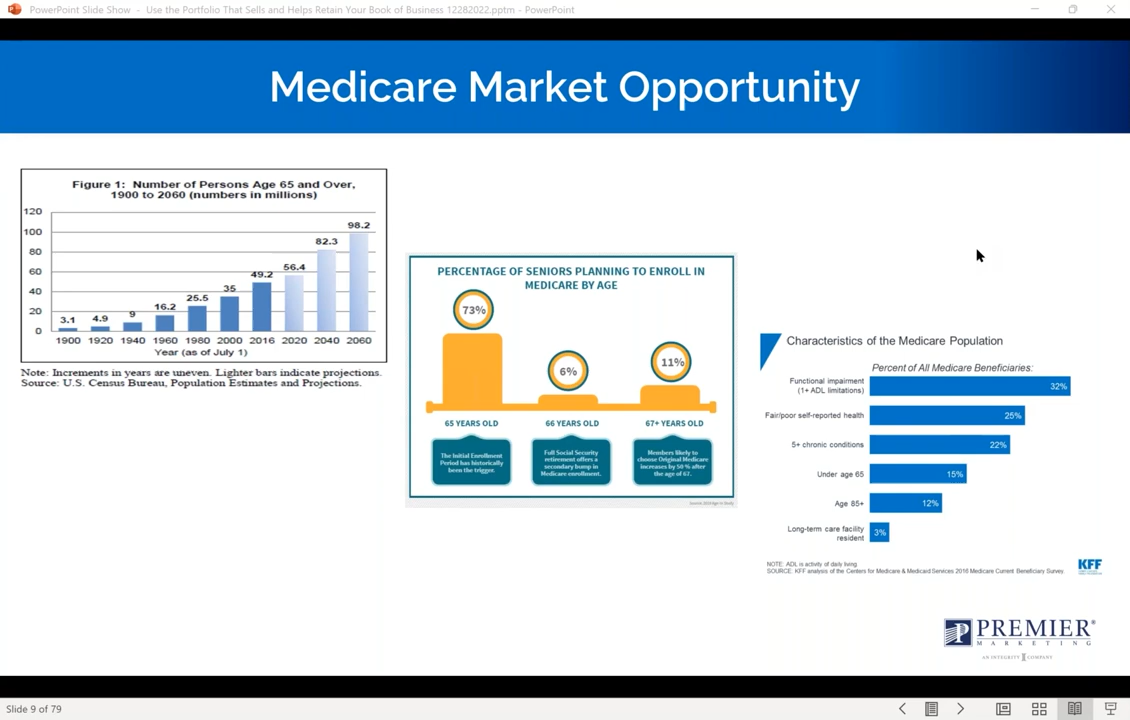 PowerPoint Slide Show - Use the Portfolio That Sells and Helps Retain Your Book of Business 12282022.pptm - PowerPoint
Medicare Market Opportunity
Figure 1: Number of Persons Age 65 and Over,
1900 to 2060 (numbers in millions)
120
100
80
60
40
20
0
3.1
4.9
9
16.2
25.5
35
49.2
56.4
82.3
98.2
1900 1920 1940 1960 1980 2000 2016 2020 2040 2060
Year (as of July 1)
Note: Increments in years are uneven. Lighter bars indicate projections.
Source: U.S. Census Bureau, Population Estimates and Projections.
PERCENTAGE OF SENIORS PLANNING TO ENROLL IN
MEDICARE BY AGE
73%
6%
11%
65 YEARS OLD
66 YEARS OLD
67+ YEARS OLD
The Initial Enrollment
Period has historically
been the trigger.
Full Social Security
retirement offers a
secondary bump in
Medicare enrollment.
Members likely to
choose Original Medicare
increases by 50% after
the age of 67.
Characteristics of the Medicare Population
Percent of All Medicare Beneficiaries:
Functional impairment
(1+ ADL limitations)
32%
Fair/poor self-reported health
25%
5+ chronic conditions
22%
Under age 65
15%
Age 85+
12%
Long-term care facility
resident
3%
NOTE: ADL is activity of daily living.
SOURCE: KFF analysis of the Centers for Medicare & Medicaid Services 2016 Medicare Current Beneficiary Survey.
KFF
PREMIER®
MARKETING
AN INTEGRITY COMPANY
Slide 9 of 79